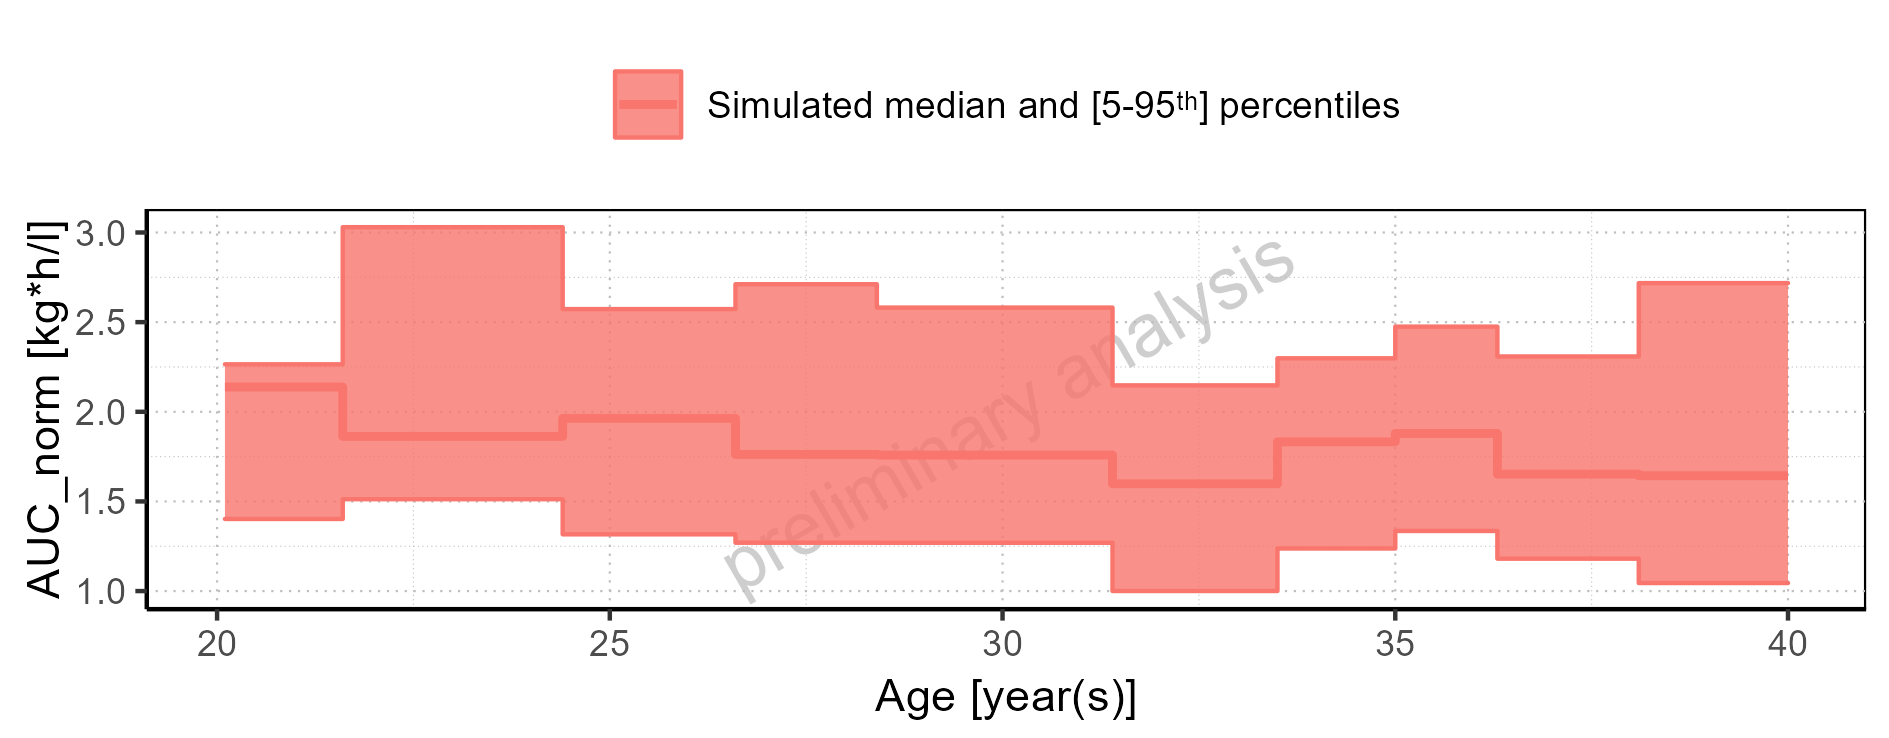 Simulated median and [5-95th] percentiles
AUC_norm [kg*h/l]
3.0
2.5
2.0
1.5
1.0
preliminary analysis
20 25 30 35 40
Age [year(s)]